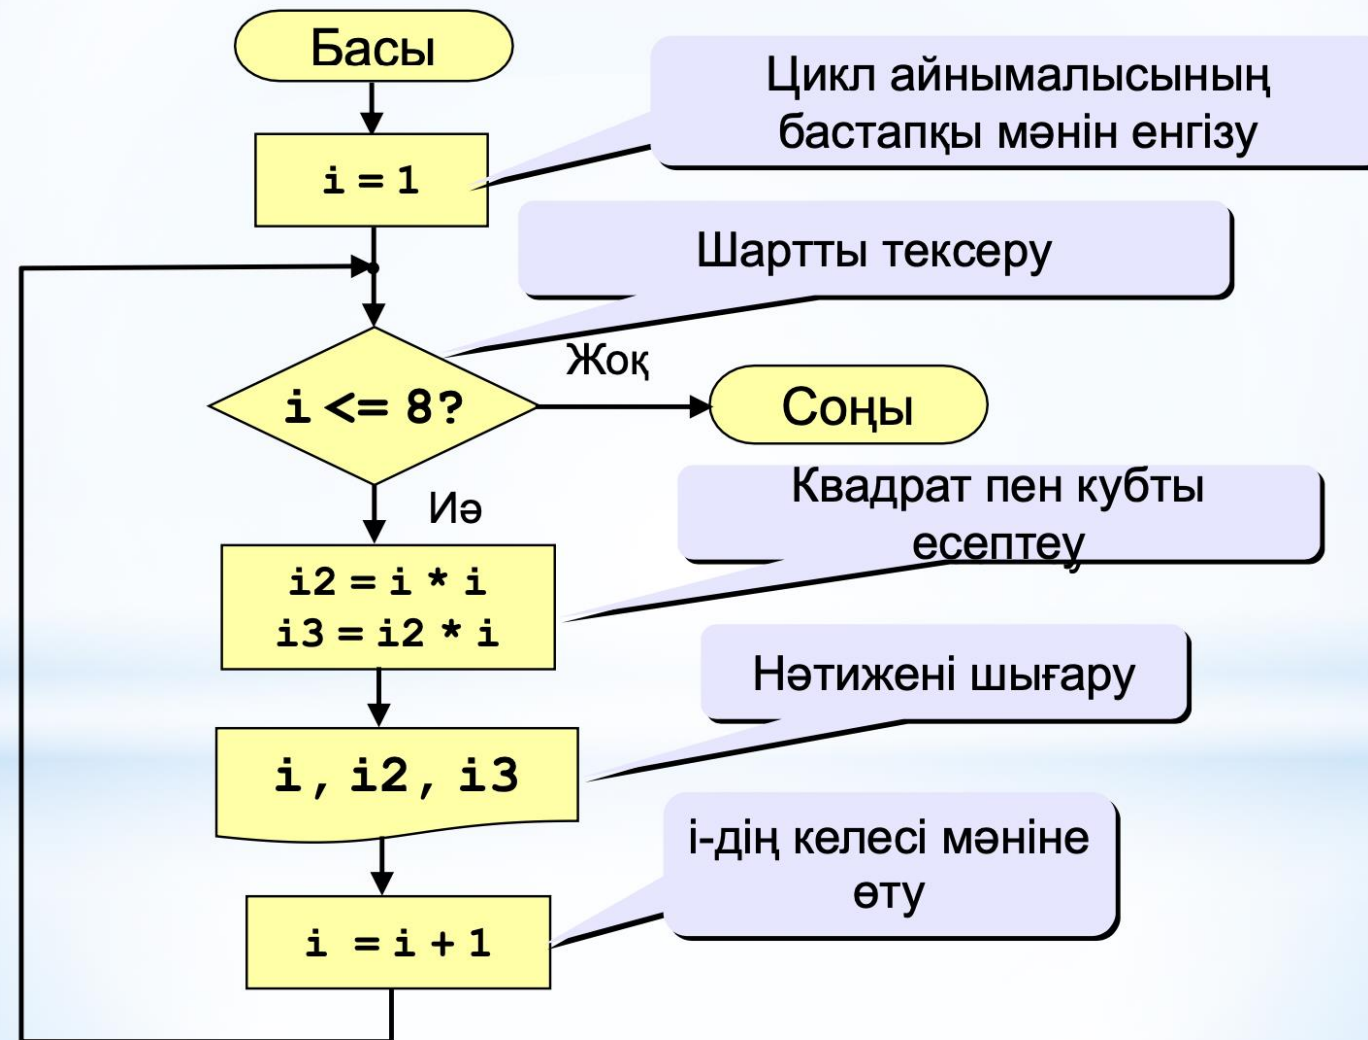 Басы
Цикл айнымалысының
бастапқы мәнін енгізу
i = 1
Шартты тексеру
Жоқ
i <= 8?
Соңы
Иә
Квадрат пен кубты
есептеу
i2 = i * i
i3 = i2 * i
Нәтижені шығару
i, i2, i3
і-дің келесі мәніне
өту
i = i + 1